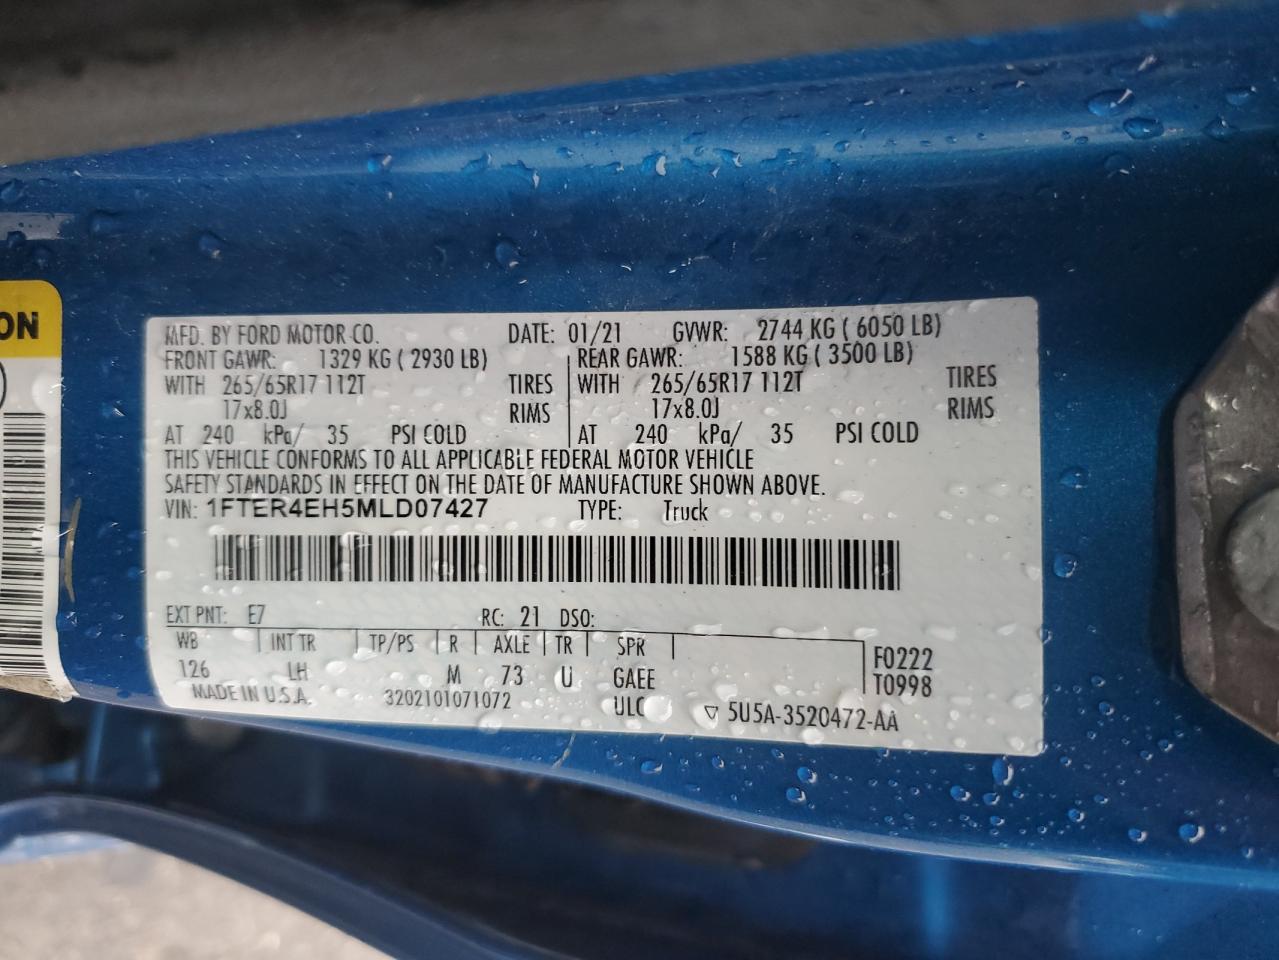 ON
MFD. BY FORD MOTOR CO. DATE: 01/21 GVWR: 2744 KG ( 6050 LB)
FRONT GAWR: 1329 KG ( 2930 LB) REAR GAWR: 1588 KG ( 3500 LB)
WITH 265/65R17 112T TIRES WITH 265/65R17 112T TIRES
17x8.0J RIMS 17x8.0J RIMS
AT 240 kPa/ 35 PSI COLD AT 240 kPa/ 35 PSI COLD
THIS VEHICLE CONFORMS TO ALL APPLICABLE FEDERAL MOTOR VEHICLE
SAFETY STANDARDS IN EFFECT ON THE DATE OF MANUFACTURE SHOWN ABOVE.
VIN: 1FTER4EH5MLD07427 TYPE: Truck
EXT PNT: E7 RC: 21 DSO:
WB INT TR TP/PS R AXLE TR SPR F0222
126 LH M 73 U GAEE T0998
MADE IN U.S.A. 3202101071072 ULC ▽ 5U5A-3520472-AA